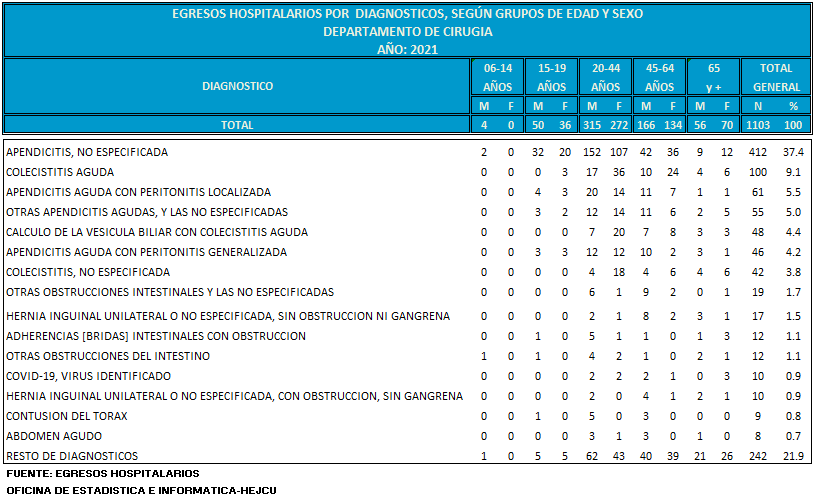 EGRESOS HOSPITALARIOS POR DIAGNOSTICOS, SEGÚN GRUPOS DE EDAD Y SEXO
DEPARTAMENTO DE CIRUGIA
AÑO: 2021
DIAGNOSTICO 06-14 AÑOS 15-19 AÑOS 20-44 AÑOS 45-64 AÑOS 65 y + TOTAL GENERAL
M F M F M F M F M F N %
TOTAL 4 0 50 36 315 272 166 134 56 70 1103 100
APENDICITIS, NO ESPECIFICADA 2 0 32 20 152 107 42 36 9 12 412 37.4
COLECISTITIS AGUDA 0 0 0 3 17 36 10 24 4 6 100 9.1
APENDICITIS AGUDA CON PERITONITIS LOCALIZADA 0 0 4 3 20 14 11 7 1 1 61 5.5
OTRAS APENDICITIS AGUDAS, Y LAS NO ESPECIFICADAS 0 0 3 2 12 14 11 6 2 5 55 5.0
CALCULO DE LA VESICULA BILIAR CON COLECISTITIS AGUDA 0 0 0 0 7 20 7 8 3 3 48 4.4
APENDICITIS AGUDA CON PERITONITIS GENERALIZADA 0 0 3 3 12 12 10 2 3 1 46 4.2
COLECISTITIS, NO ESPECIFICADA 0 0 0 0 4 18 4 6 4 6 42 3.8
OTRAS OBSTRUCCIONES INTESTINALES Y LAS NO ESPECIFICADAS 0 0 0 0 6 1 9 2 0 1 19 1.7
HERNIA INGUINAL UNILATERAL O NO ESPECIFICADA, SIN OBSTRUCCION NI GANGRENA 0 0 0 0 2 1 8 2 3 1 17 1.5
ADHERENCIAS [BRIDAS] INTESTINALES CON OBSTRUCCION 0 0 1 0 5 1 1 0 1 3 12 1.1
OTRAS OBSTRUCCIONES DEL INTESTINO 1 0 1 0 4 2 1 0 2 1 12 1.1
COVID-19, VIRUS IDENTIFICADO 0 0 0 0 2 2 2 1 0 3 10 0.9
HERNIA INGUINAL UNILATERAL O NO ESPECIFICADA, CON OBSTRUCCION, SIN GANGRENA 0 0 0 0 2 0 4 1 2 1 10 0.9
CONTUSION DEL TORAX 0 0 1 0 5 0 3 0 0 0 9 0.8
ABDOMEN AGUDO 0 0 0 0 3 1 3 0 1 0 8 0.7
RESTO DE DIAGNOSTICOS 1 0 5 5 62 43 40 39 21 26 242 21.9
FUENTE: EGRESOS HOSPITALARIOS
OFICINA DE ESTADISTICA E INFORMATICA-HEJCU